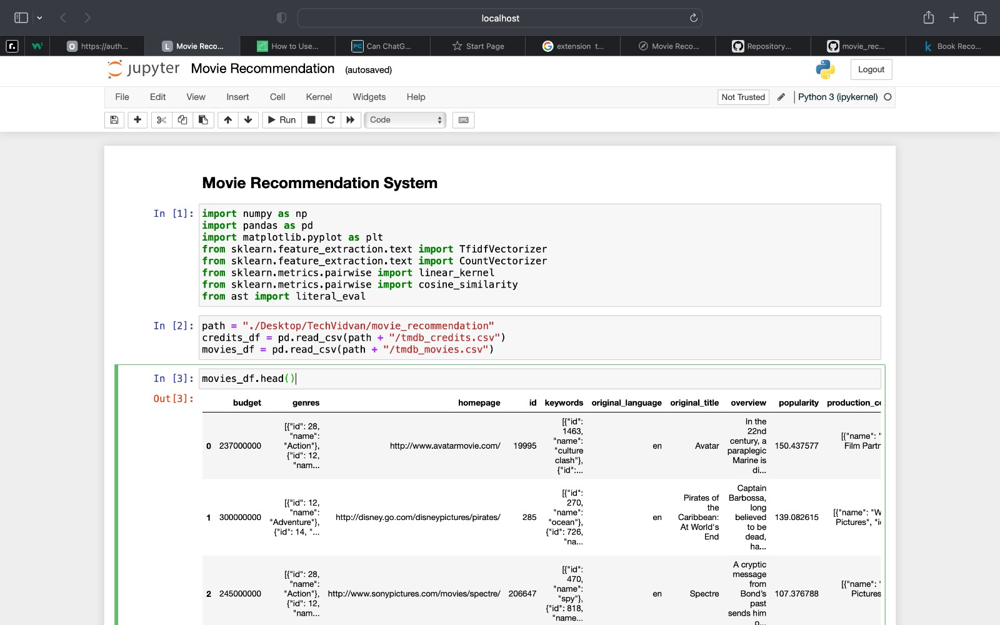 localhost
r.
W3
O https://auth...
L Movie Reco...
How to Use...
PC Can ChatG...
Start Page
G extension t...
Movie Reco...
Repository...
movie_rec...
k Book Reco...
jupyter Movie Recommendation (autosaved)
Logout
File Edit View Insert Cell Kernel Widgets Help
Not Trusted
Python 3 (ipykernel)
Run
Code
Movie Recommendation System
In [1]: import numpy as np
import pandas as pd
import matplotlib.pyplot as plt
from sklearn.feature_extraction.text import TfidfVectorizer
from sklearn.feature_extraction.text import CountVectorizer
from sklearn.metrics.pairwise import linear_kernel
from sklearn.metrics.pairwise import cosine_similarity
from ast import literal_eval
In [2]: path = "./Desktop/TechVidvan/movie_recommendation"
credits_df = pd.read_csv(path + "/tmdb_credits.csv")
movies_df = pd.read_csv(path + "/tmdb_movies.csv")
In [3]: movies_df.head()
Out[3]:
budget genres homepage id keywords original_language original_title overview popularity production_co
0
237000000
[{"id": 28,
"name":
"Action"},
{"id": 12,
"nam...
http://www.avatarmovie.com/
19995
[{"id":
1463,
"name":
"culture
clash"},
{"id":...
en
Avatar
In the
22nd
century, a
paraplegic
Marine is
di...
150.437577
[{"name": "
Film Partn
1
300000000
[{"id": 12,
"name":
"Adventure"},
{"id": 14, "...
http://disney.go.com/disneypictures/pirates/
285
[{"id":
270,
"name":
"ocean"},
{"id": 726,
"na...
en
Pirates of
the
Caribbean:
At World's
End
Captain
Barbossa,
long
believed
to be
dead,
ha...
139.082615
[{"name": "W
Pictures", "i
2
245000000
[{"id": 28,
"name":
"Action"},
{"id": 12,
"nam...
http://www.sonypictures.com/movies/spectre/
206647
[{"id":
470,
"name":
"spy"},
{"id": 818,
"name...
en
Spectre
A cryptic
message
from
Bond's
past
sends him
o...
107.376788
[{"name": "
Pictures